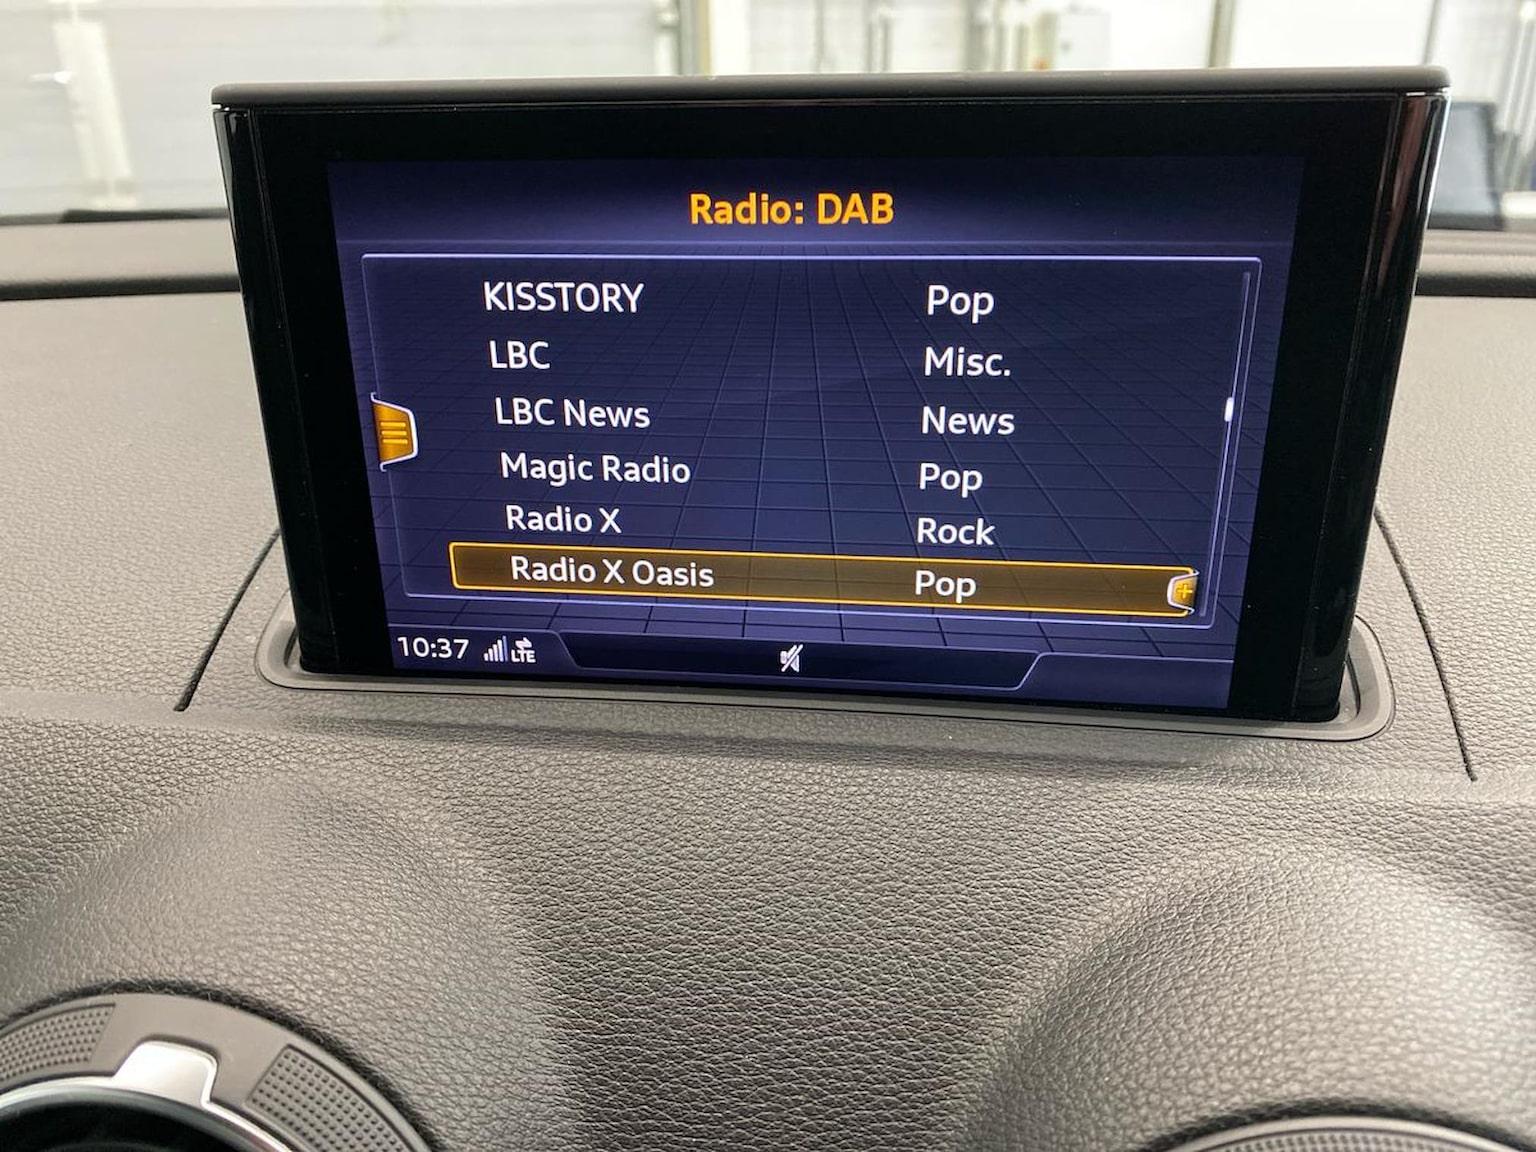 Radio: DAB
KISSTORY Pop
LBC Misc.
LBC News News
Magic Radio Pop
Radio X Rock
Radio X Oasis Pop
10:37 LTE